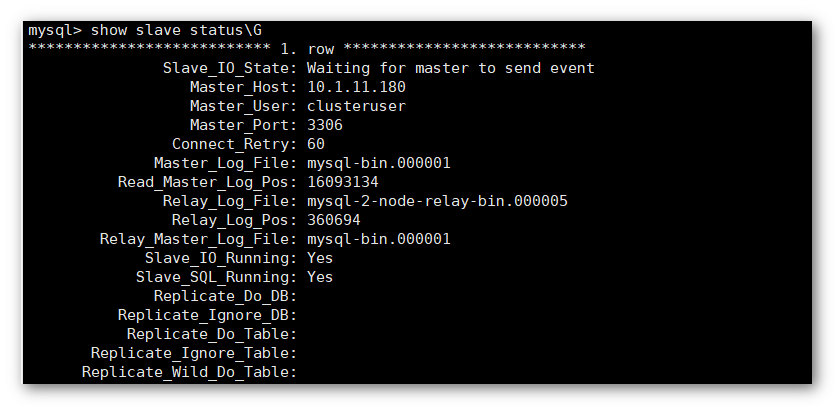 mysql> show slave status\G
*************************** 1. row ***************************
Slave_IO_State: Waiting for master to send event
Master_Host: 10.1.11.180
Master_User: clusteruser
Master_Port: 3306
Connect_Retry: 60
Master_Log_File: mysql-bin.000001
Read_Master_Log_Pos: 16093134
Relay_Log_File: mysql-2-node-relay-bin.000005
Relay_Log_Pos: 360694
Relay_Master_Log_File: mysql-bin.000001
Slave_IO_Running: Yes
Slave_SQL_Running: Yes
Replicate_Do_DB:
Replicate_Ignore_DB:
Replicate_Do_Table:
Replicate_Ignore_Table:
Replicate_Wild_Do_Table: